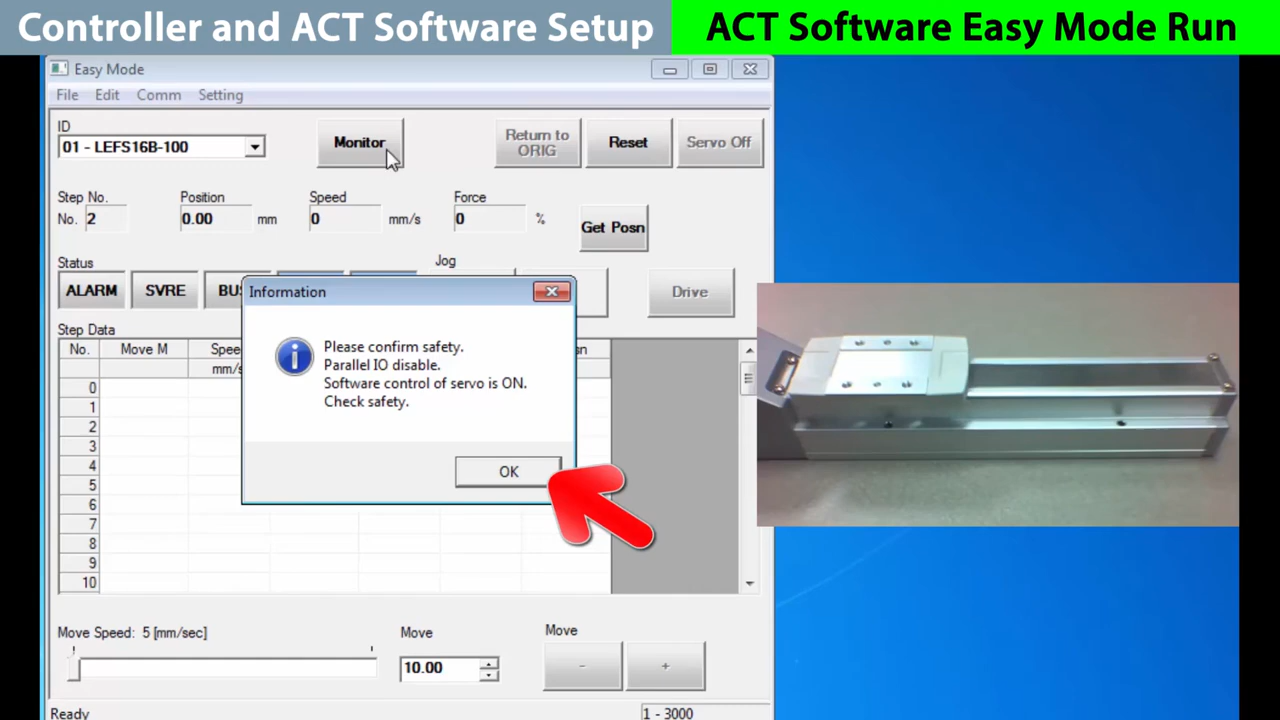 Controller and ACT Software Setup
ACT Software Easy Mode Run
Easy Mode
File Edit Comm Setting
ID
01 - LEFS16B-100
Monitor
Return to
ORIG
Reset
Servo Off
Step No.
Position
Speed
Force
No. 2
0.00 mm
0 mm/s
0 %
Get Posn
Status
Jog
ALARM
SVRE
Drive
Information
Please confirm safety.
Parallel IO disable.
Software control of servo is ON.
Check safety.
OK
Step Data
No. Move M
0
1
2
3
4
5
6
7
8
9
10
Move Speed: 5 [mm/sec]
Move
10.00
Move
- +
Ready
1 - 3000